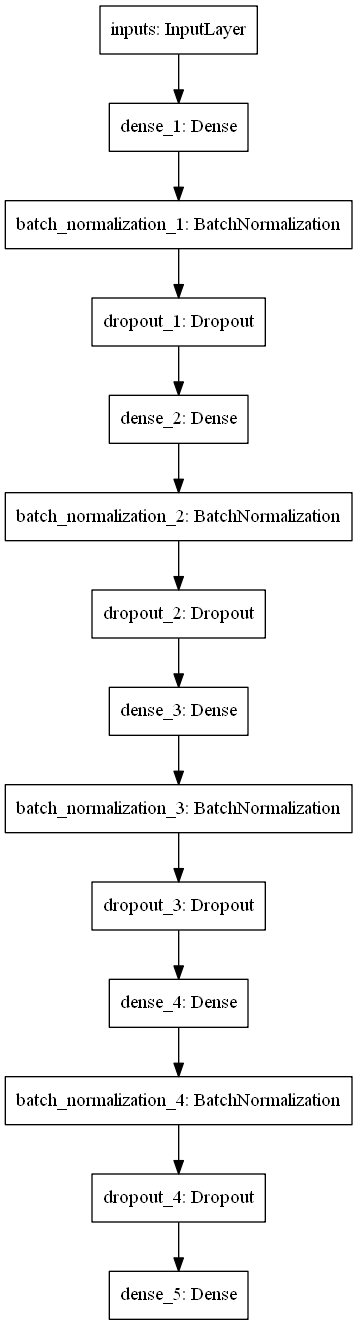 inputs: InputLayer
dense_1: Dense
batch_normalization_1: BatchNormalization
dropout_1: Dropout
dense_2: Dense
batch_normalization_2: BatchNormalization
dropout_2: Dropout
dense_3: Dense
batch_normalization_3: BatchNormalization
dropout_3: Dropout
dense_4: Dense
batch_normalization_4: BatchNormalization
dropout_4: Dropout
dense_5: Dense